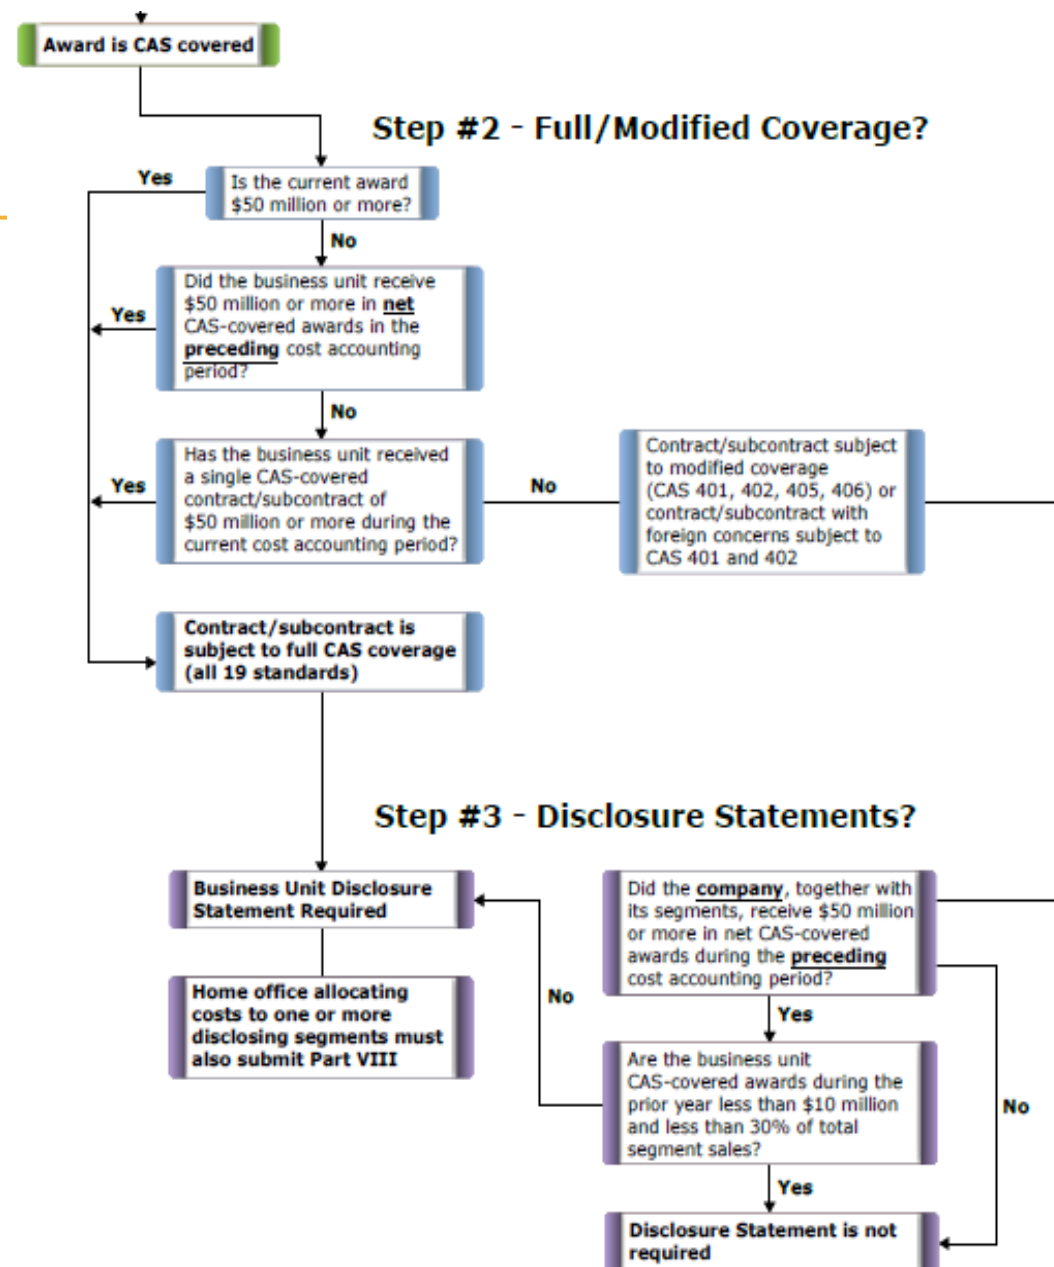 Award is CAS covered
Step #2 - Full/Modified Coverage?
Yes
Is the current award
$50 million or more?
No
Did the business unit receive
$50 million or more in net
CAS-covered awards in the
preceding cost accounting
period?
Yes
No
Has the business unit received
a single CAS-covered
contract/subcontract of
$50 million or more during the
current cost accounting period?
Yes
No
Contract/subcontract subject
to modified coverage
(CAS 401, 402, 405, 406) or
contract/subcontract with
foreign concerns subject to
CAS 401 and 402
Contract/subcontract is
subject to full CAS coverage
(all 19 standards)
Step #3 - Disclosure Statements?
Business Unit Disclosure
Statement Required
Home office allocating
costs to one or more
disclosing segments must
also submit Part VIII
No
Did the company, together with
its segments, receive $50 million
or more in net CAS-covered
awards during the preceding
cost accounting period?
Yes
Are the business unit
CAS-covered awards during the
prior year less than $10 million
and less than 30% of total
segment sales?
No
Yes
Disclosure Statement is not
required